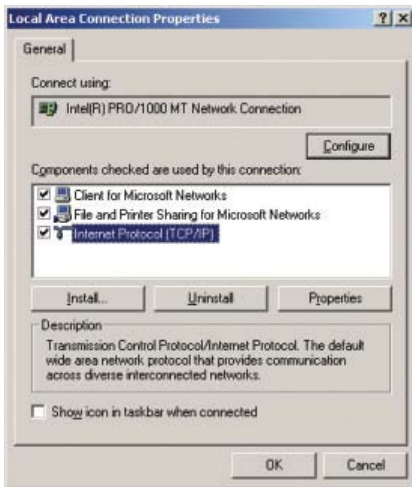 Local Area Connection Properties
General
Connect using:
Intel(R) PRO/1000 MT Network Connection
Configure
Components checked are used by this connection:
Client for Microsoft Networks
File and Printer Sharing for Microsoft Networks
Internet Protocol (TCP/IP)
Install...
Uninstall
Properties
Description
Transmission Control Protocol/Internet Protocol. The default
wide area network protocol that provides communication
across diverse interconnected networks.
Show icon in taskbar when connected
OK
Cancel